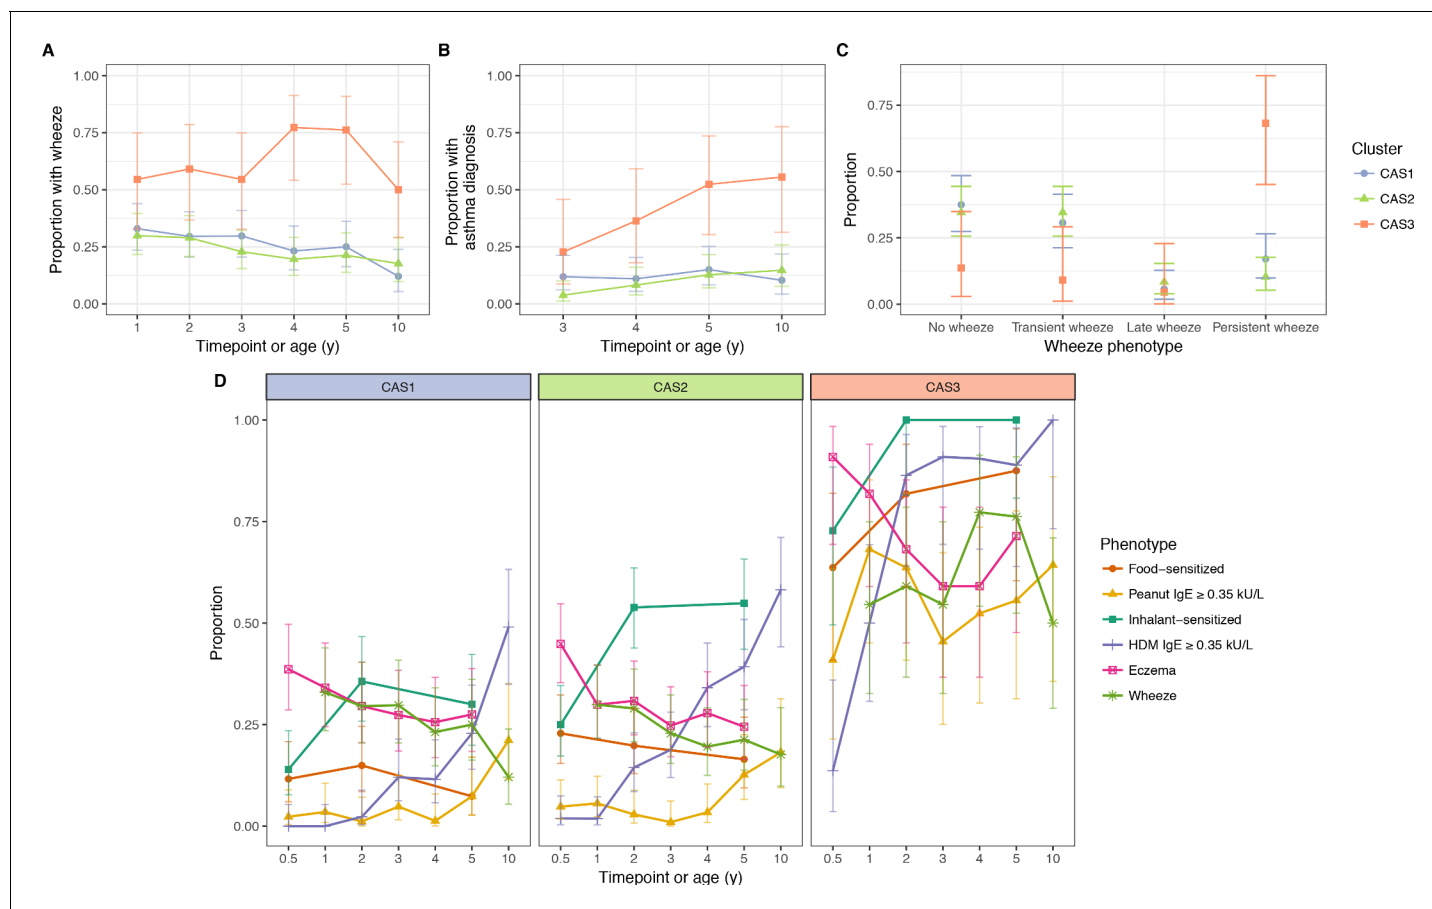 A
B
C
1.00
0.75
0.50
0.25
0.00
Proportion with wheeze
1 2 3 4 5 10
Timepoint or age (y)
1.00
0.75
0.50
0.25
0.00
Proportion with
asthma diagnosis
3 4 5 10
Timepoint or age (y)
0.75
0.50
0.25
0.00
Proportion
No wheeze Transient wheeze Late wheeze Persistent wheeze
Wheeze phenotype
Cluster
CAS1
CAS2
CAS3
D
CAS1 CAS2 CAS3
1.00
0.75
0.50
0.25
0.00
Proportion
0.5 1 2 3 4 5 10 0.5 1 2 3 4 5 10 0.5 1 2 3 4 5 10
Timepoint or age (y)
Phenotype
Food−sensitized
Peanut IgE ≥ 0.35 kU/L
Inhalant−sensitized
HDM IgE ≥ 0.35 kU/L
Eczema
Wheeze